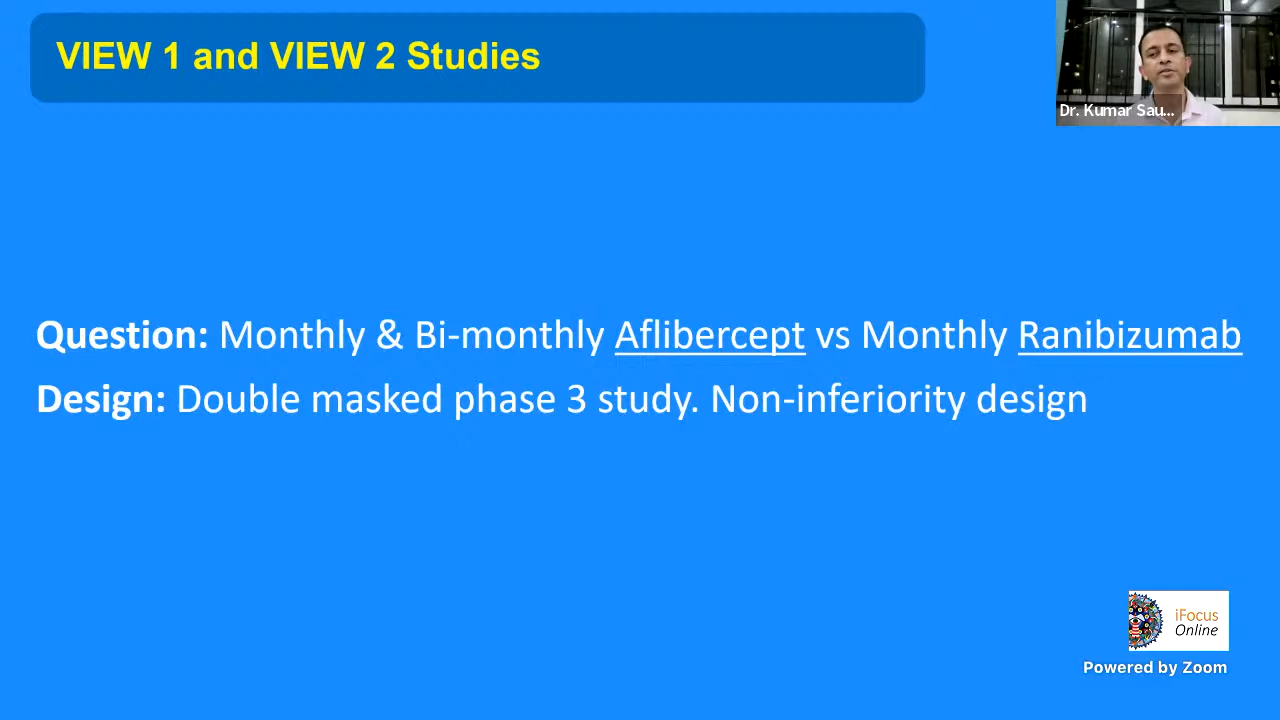 VIEW 1 and VIEW 2 Studies
Dr. Kumar Sau...
Question: Monthly & Bi-monthly Aflibercept vs Monthly Ranibizumab
Design: Double masked phase 3 study. Non-inferiority design
iFocus
Online
Powered by Zoom